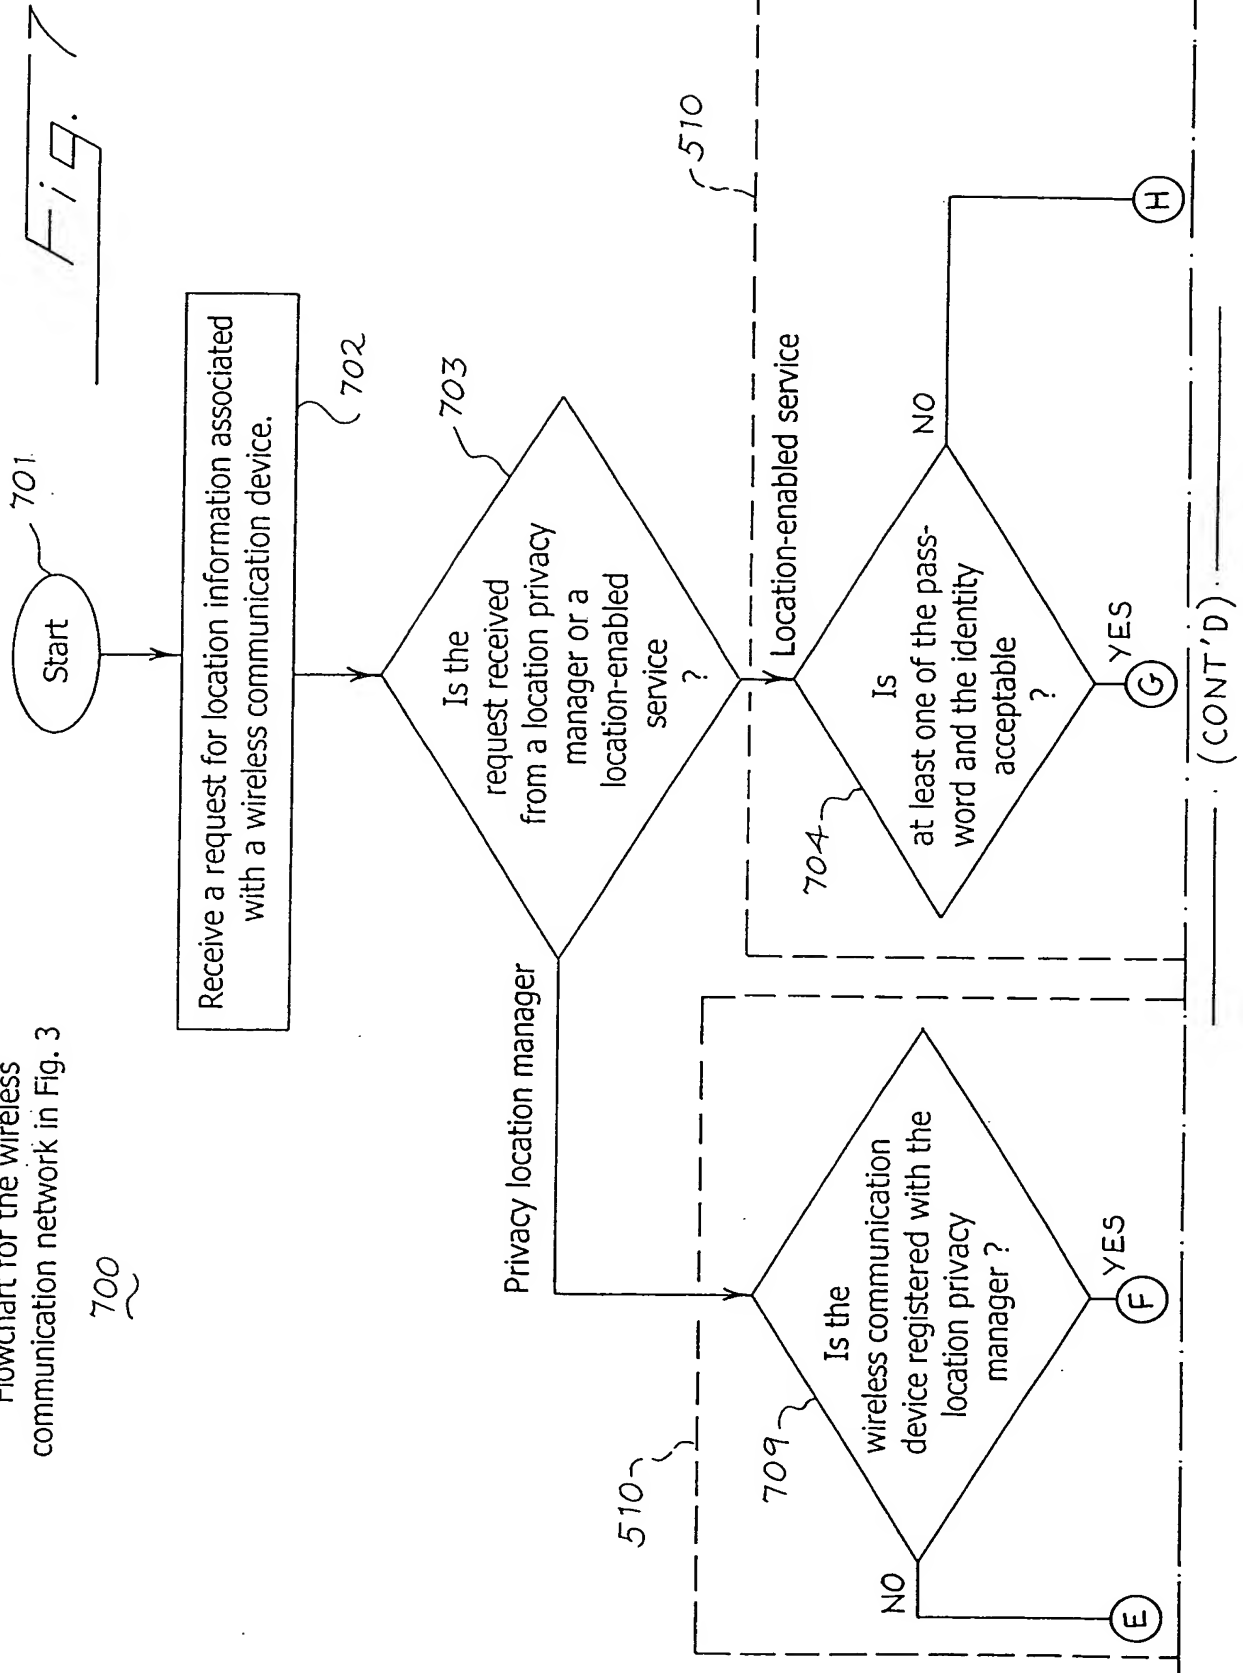 Fig. 7
Flowchart for the wireless
communication network in Fig. 3
700
Start
701
Receive a request for location information associated
with a wireless communication device.
702
Is the
request received
from a location privacy
manager or a
location-enabled
service
?
703
Privacy location manager
Location-enabled service
510
510
Is the
wireless communication
device registered with the
location privacy
manager ?
709
NO
E
YES
F
Is
at least one of the pass-
word and the identity
acceptable
?
704
YES
G
NO
H
(CONT'D)